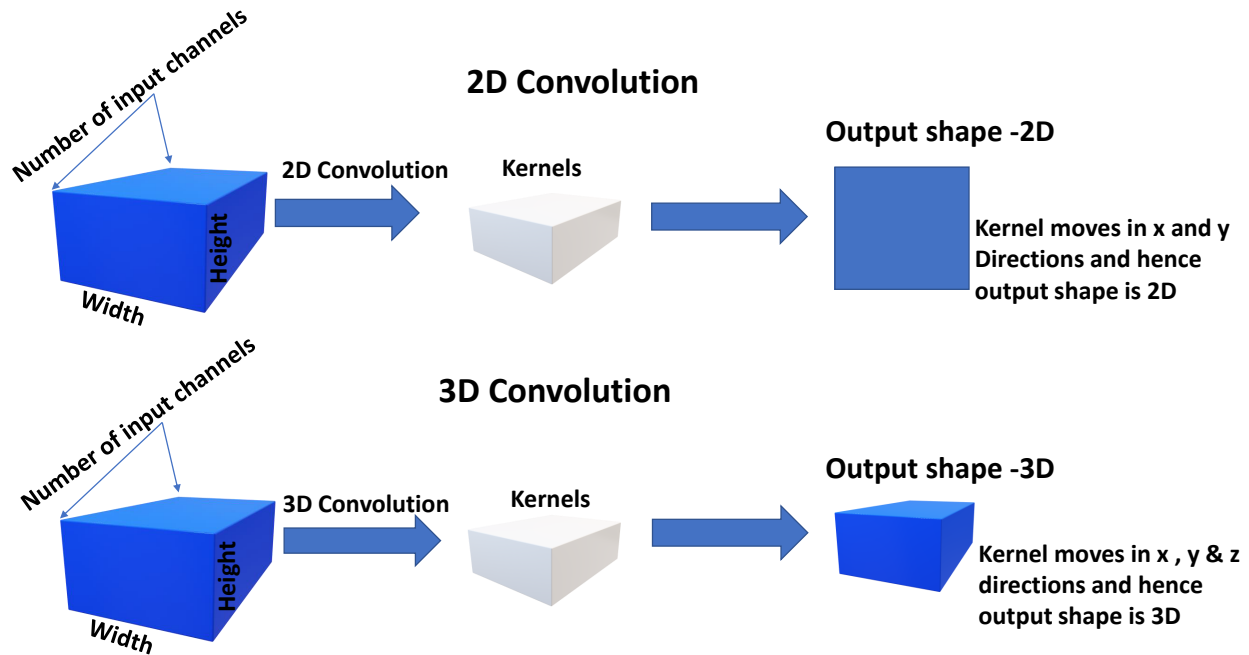 2D Convolution
Number of input channels
Height
Width
2D Convolution
Kernels
Output shape -2D
Kernel moves in x and y
Directions and hence
output shape is 2D
3D Convolution
Number of input channels
Height
Width
3D Convolution
Kernels
Output shape -3D
Kernel moves in x , y & z
directions and hence
output shape is 3D